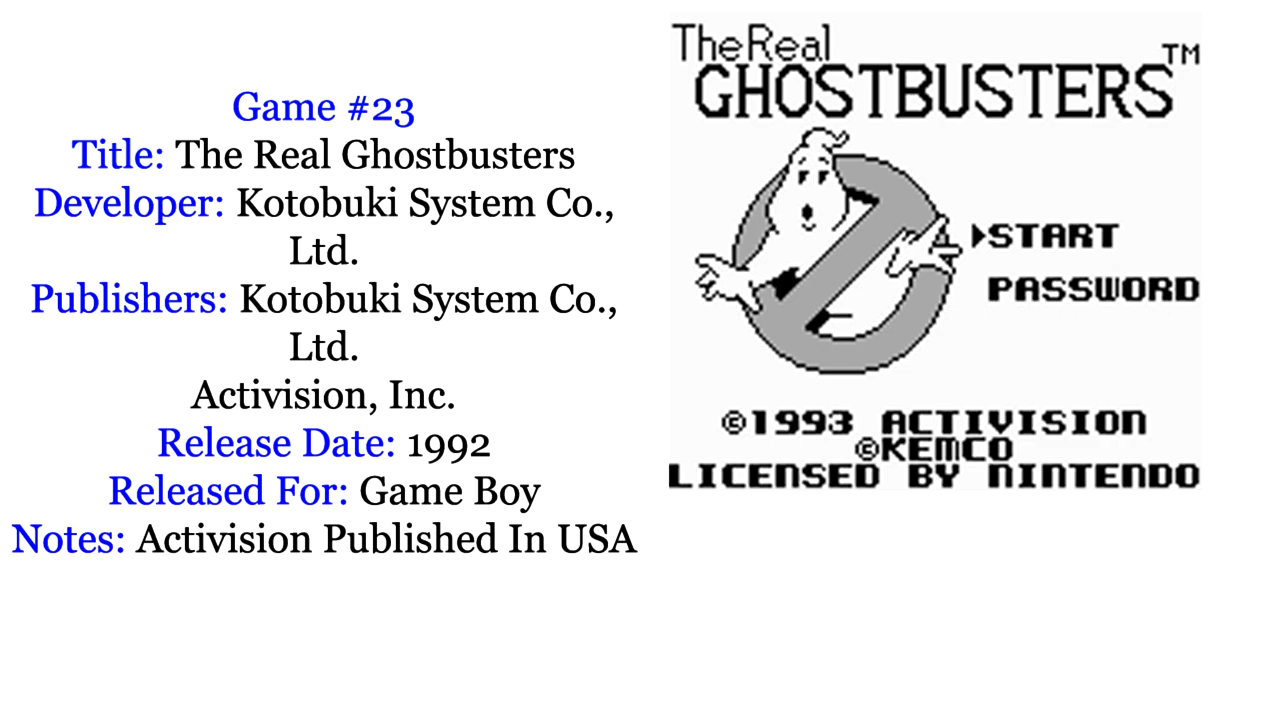 Game #23
Title: The Real Ghostbusters
Developer: Kotobuki System Co.,
Ltd.
Publishers: Kotobuki System Co.,
Ltd.
Activision, Inc.
Release Date: 1992
Released For: Game Boy
Notes: Activision Published In USA
The Real
GHOSTBUSTERS™
START
PASSWORD
©1993 ACTIVISION
©KEMCO
LICENSED BY NINTENDO